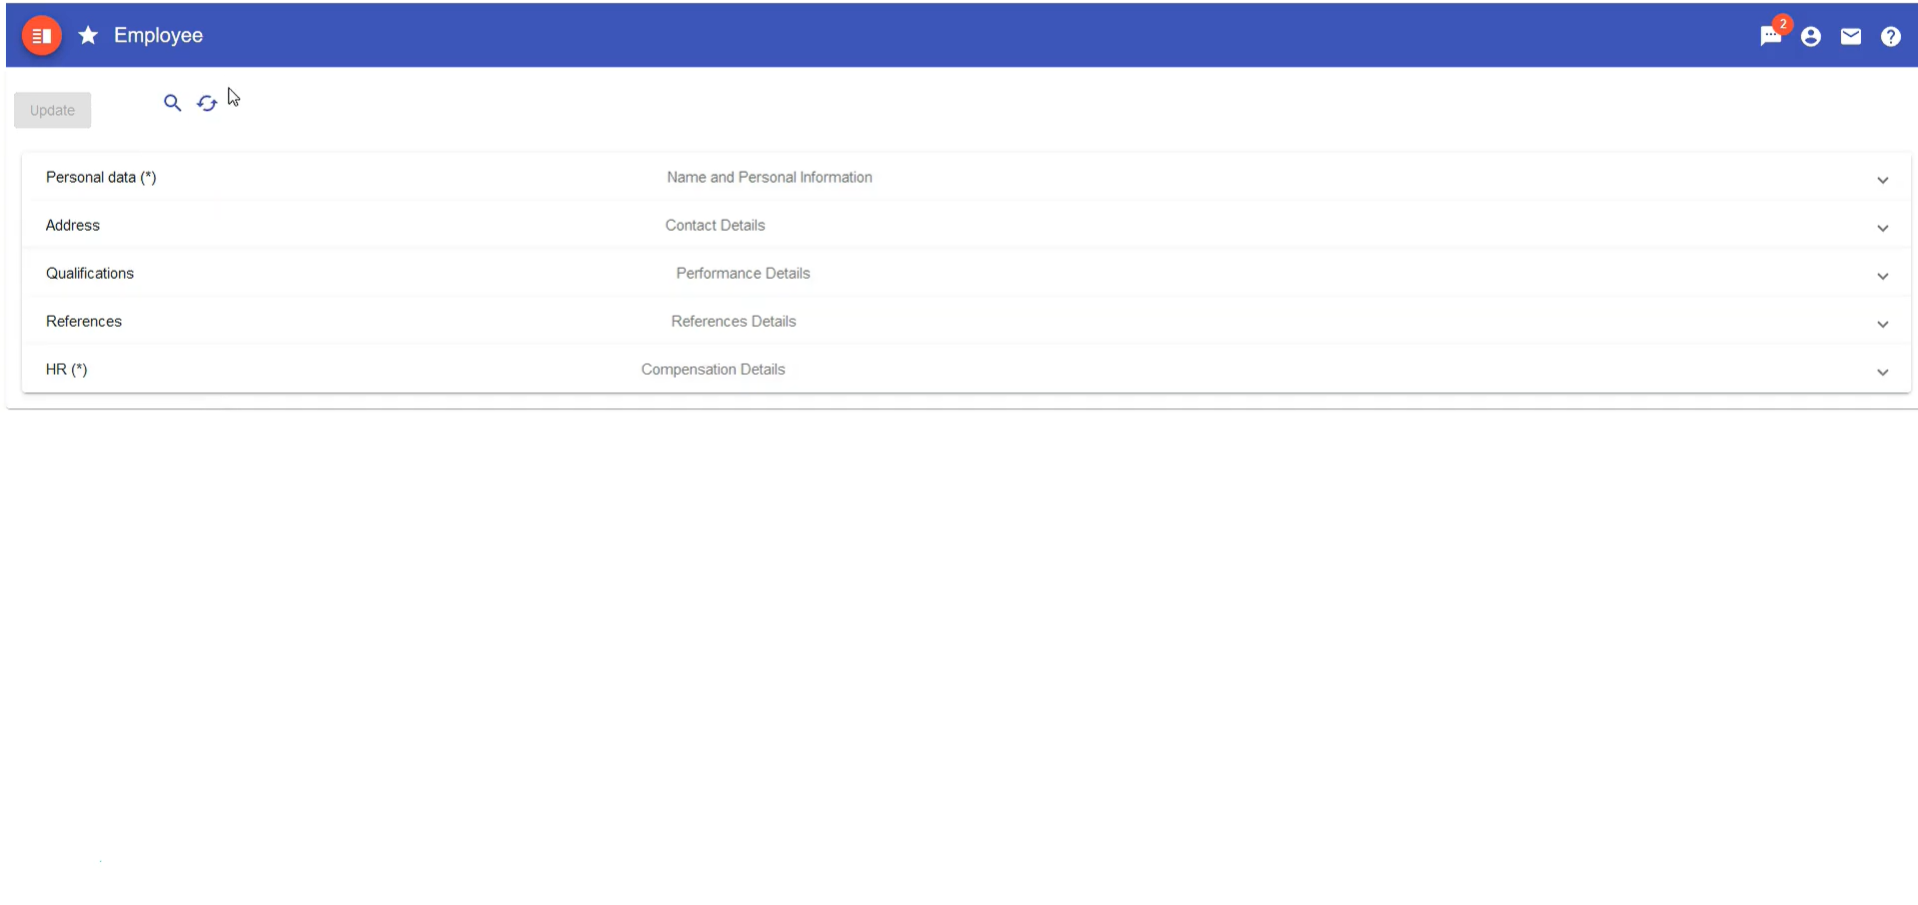 Employee
2
Update
Personal data (*) Name and Personal Information
Address Contact Details
Qualifications Performance Details
References References Details
HR (*) Compensation Details